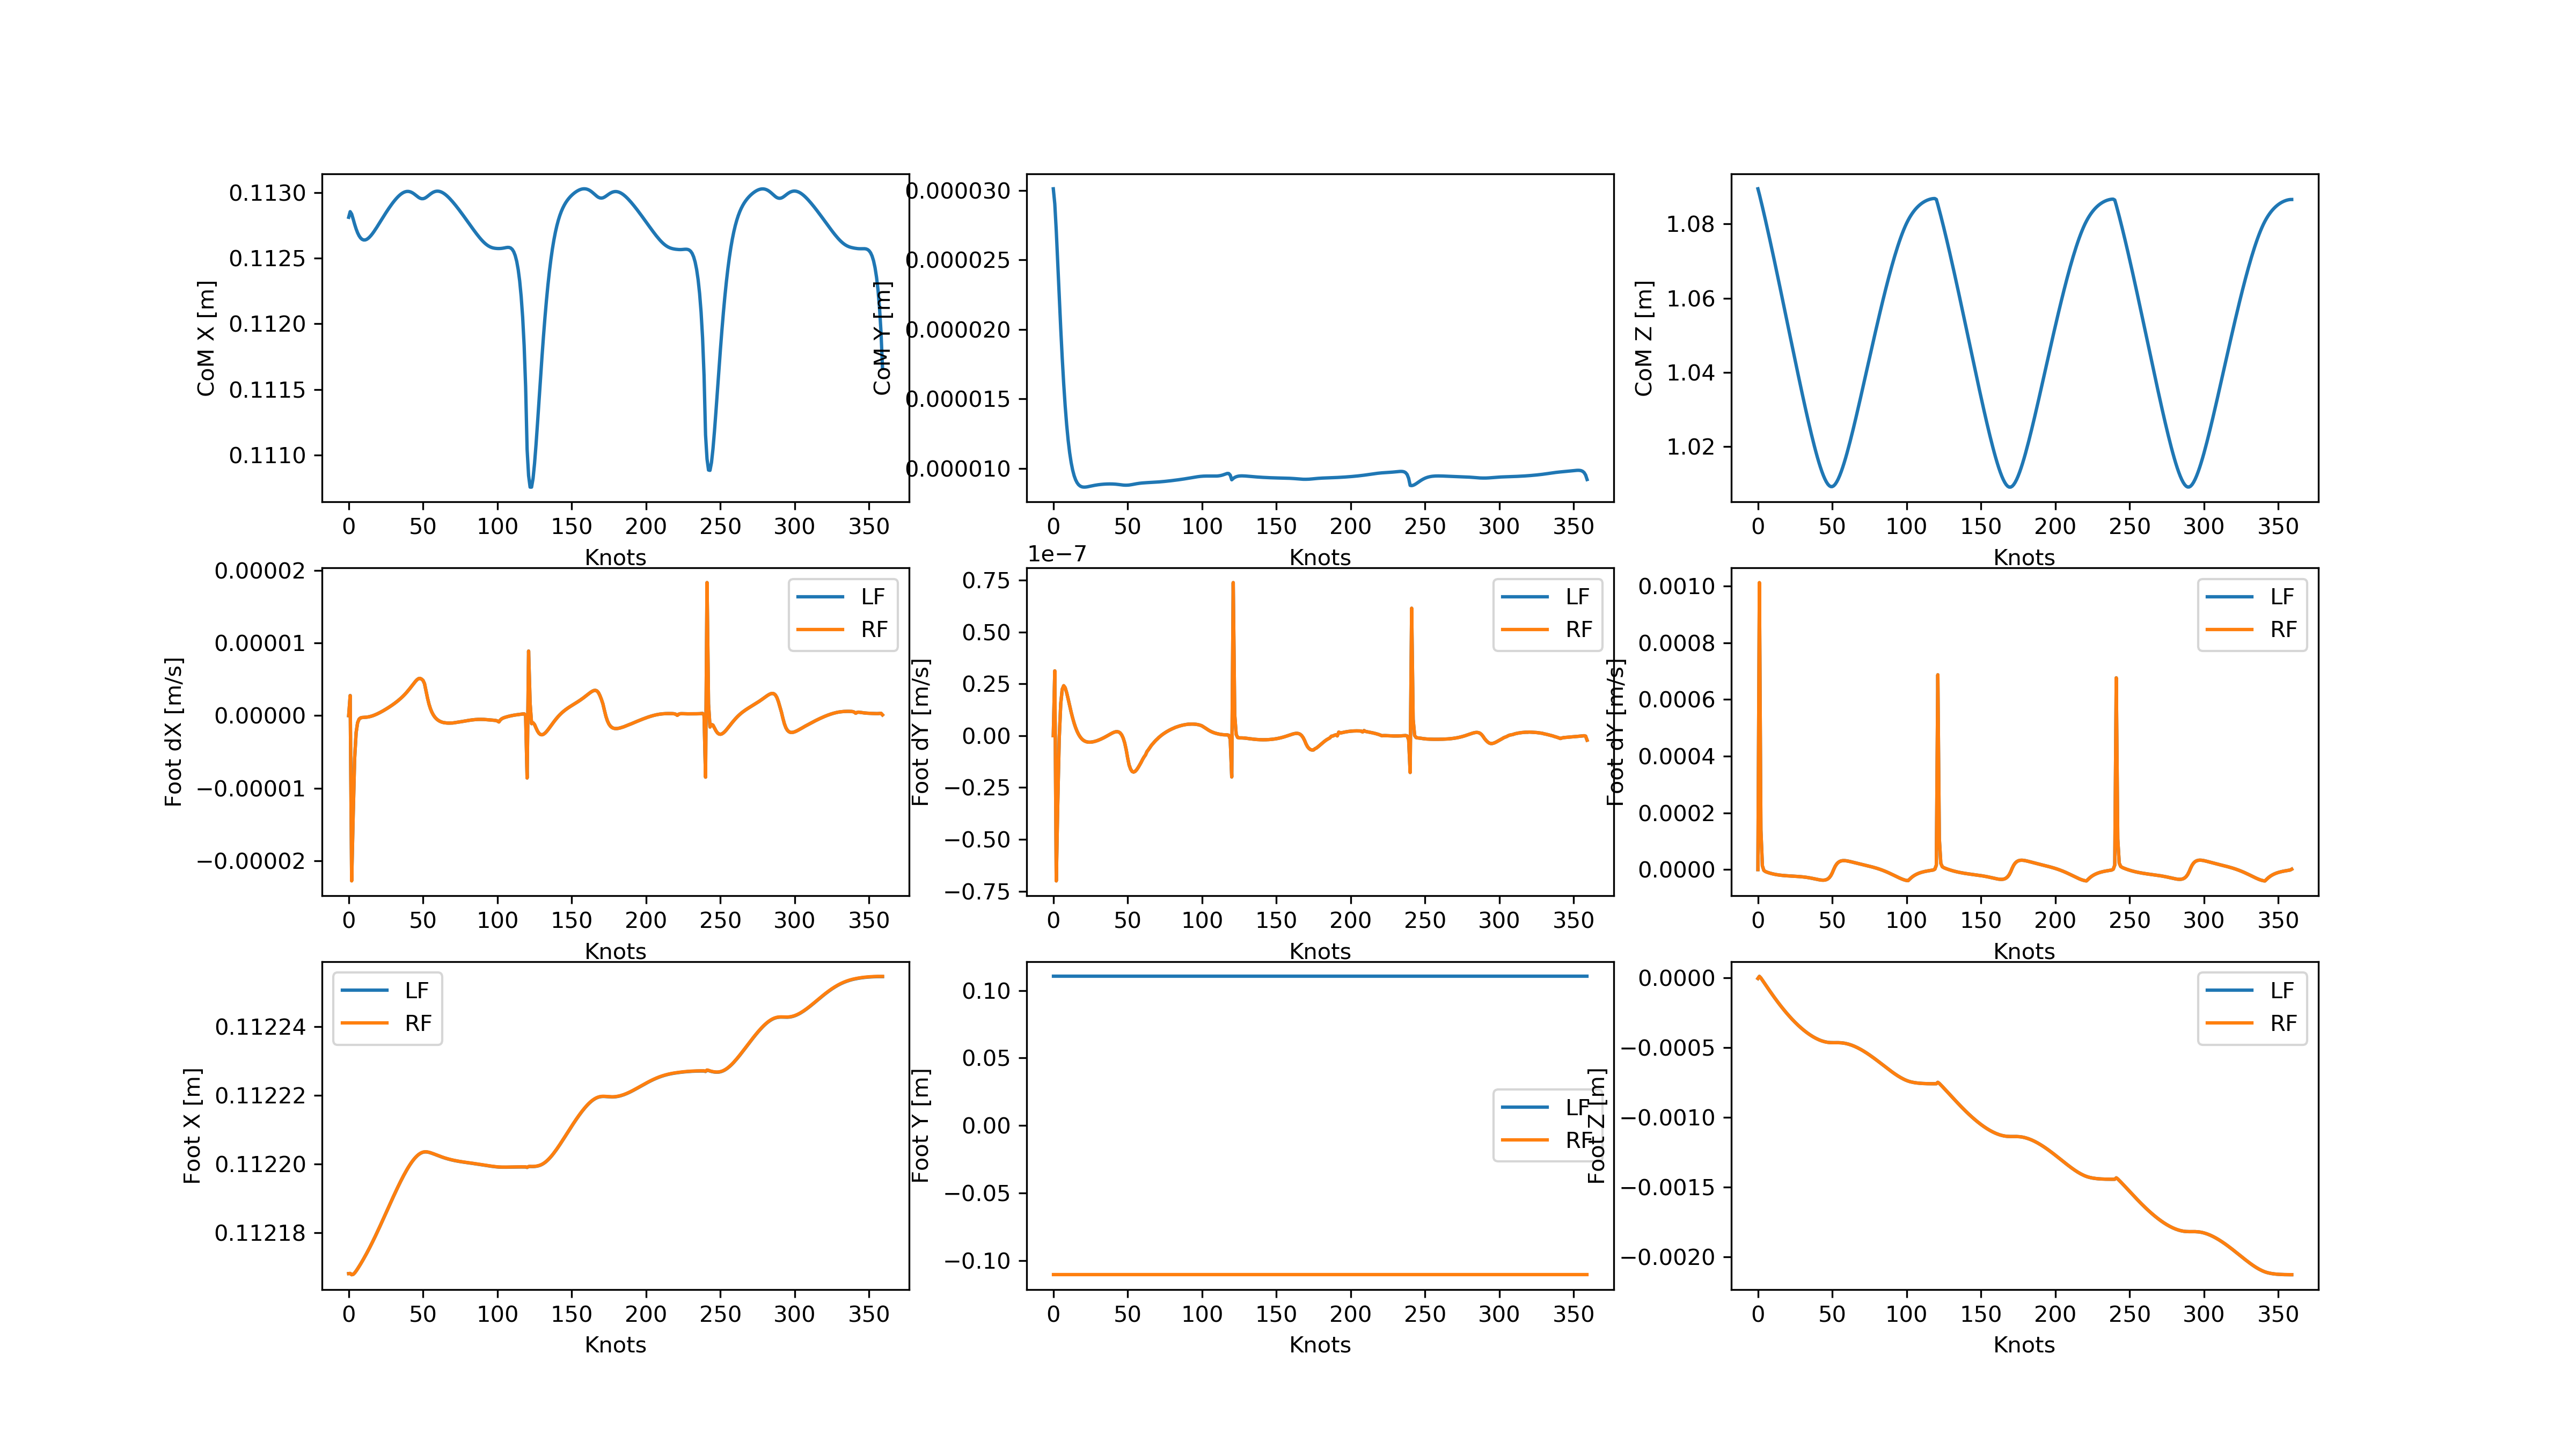 CoM X [m]
0.1130
0.1125
0.1120
0.1115
0.1110
0 50 100 150 200 250 300 350
Knots
CoM Y [m]
0.000030
0.000025
0.000020
0.000015
0.000010
0 50 100 150 200 250 300 350
Knots
CoM Z [m]
1.08
1.06
1.04
1.02
0 50 100 150 200 250 300 350
Knots
Foot dX [m/s]
0.00002
0.00001
0.00000
−0.00001
−0.00002
LF
RF
0 50 100 150 200 250 300 350
Knots
1e−7
Foot dY [m/s]
0.75
0.50
0.25
0.00
−0.25
−0.50
−0.75
LF
RF
0 50 100 150 200 250 300 350
Knots
Foot dY [m/s]
0.0010
0.0008
0.0006
0.0004
0.0002
0.0000
LF
RF
0 50 100 150 200 250 300 350
Knots
Foot X [m]
0.11224
0.11222
0.11220
0.11218
LF
RF
0 50 100 150 200 250 300 350
Knots
Foot Y [m]
0.10
0.05
0.00
−0.05
−0.10
LF
RF
0 50 100 150 200 250 300 350
Knots
Foot Z [m]
0.0000
−0.0005
−0.0010
−0.0015
−0.0020
LF
RF
0 50 100 150 200 250 300 350
Knots